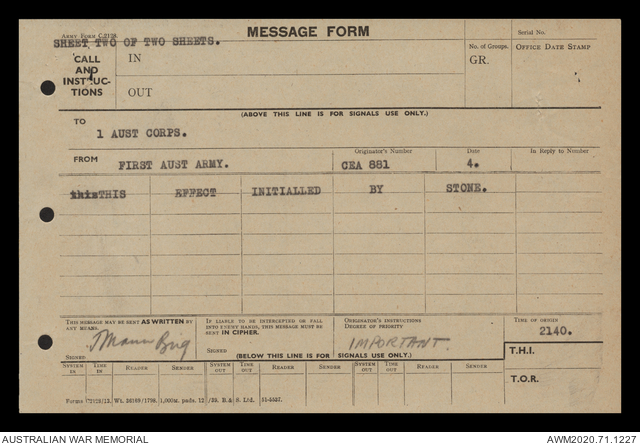 Army Form C.2128.
SHEET TWO OF TWO SHEETS.
MESSAGE FORM
Serial No.
CALL AND INSTRUC- TIONS
IN
OUT
No. of Groups.
GR.
OFFICE DATE STAMP
(ABOVE THIS LINE IS FOR SIGNALS USE ONLY.)
TO
1 AUST CORPS.
FROM
FIRST AUST ARMY.
Originator's Number
CEA 881
Date
4.
In Reply to Number
thisTHIS EFFECT INITIALLED BY STONE.
THIS MESSAGE MAY BE SENT AS WRITTEN BY
ANY MEANS.
SIGNED
IF LIABLE TO BE INTERCEPTED OR FALL
INTO ENEMY HANDS, THIS MESSAGE MUST BE
SENT IN CIPHER.
SIGNED
ORIGINATOR'S INSTRUCTIONS
DEGREE OF PRIORITY
IMPORTANT.
TIME OF ORIGIN
2140.
(BELOW THIS LINE IS FOR SIGNALS USE ONLY.)
T.H.I.
T.O.R.
SYSTEM IN TIME IN READER SENDER SYSTEM OUT TIME OUT READER SENDER SYSTEM OUT TIME OUT READER SENDER
AUSTRALIAN WAR MEMORIAL
AWM2020.71.1227